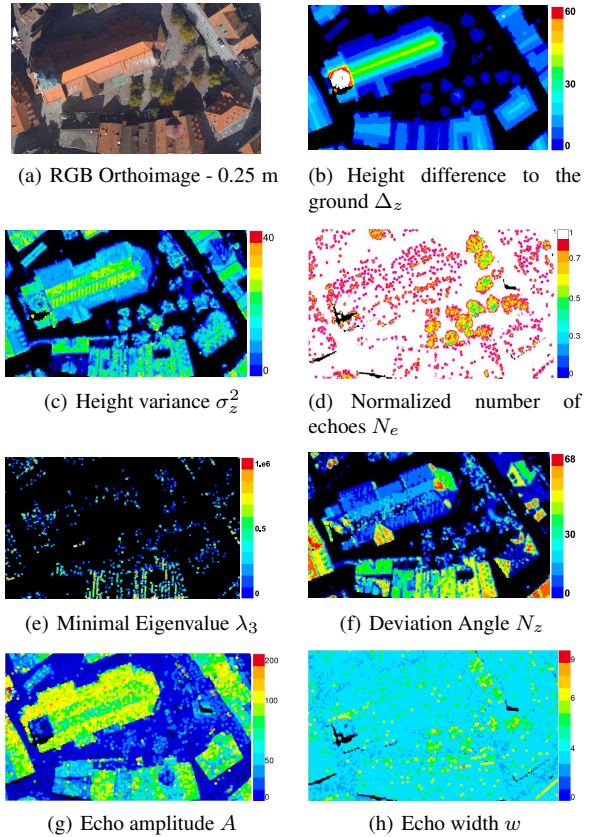 60
30
0
(a) RGB Orthoimage - 0.25 m
(b) Height difference to the
ground Δz
40
20
0
1
0.7
0.5
0.3
0
(c) Height variance σ²z
(d) Normalized number of
echoes Ne
1.e6
0.5
0
68
30
0
(e) Minimal Eigenvalue λ3
(f) Deviation Angle Nz
200
100
50
0
9
6
4
0
(g) Echo amplitude A
(h) Echo width w